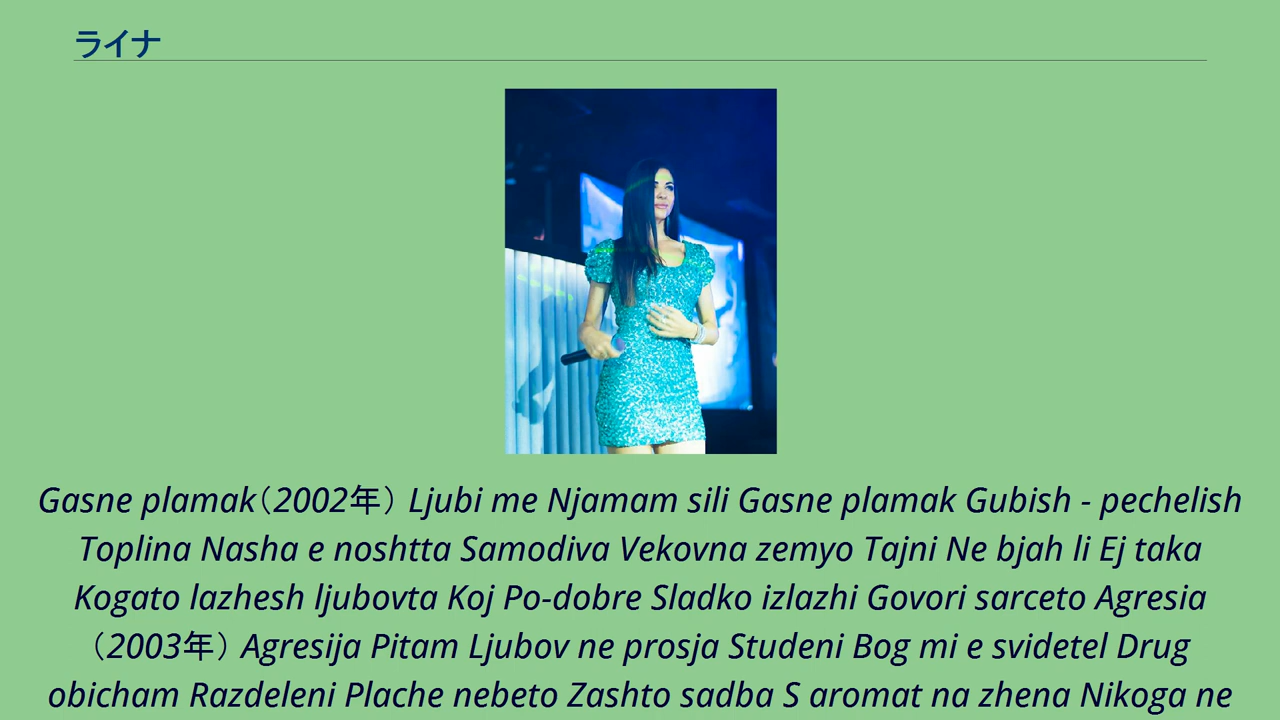 ライナ
Gasne plamak（2002年） Ljubi me Njamam sili Gasne plamak Gubish - pechelish
Toplina Nasha e noshtta Samodiva Vekovna zemyo Tajni Ne bjah li Ej taka
Kogato lazhesh ljubovta Koj Po-dobre Sladko izlazhi Govori sarceto Agresia
（2003年） Agresija Pitam Ljubov ne prosja Studeni Bog mi e svidetel Drug
obicham Razdeleni Plache nebeto Zashto sadba S aromat na zhena Nikoga ne